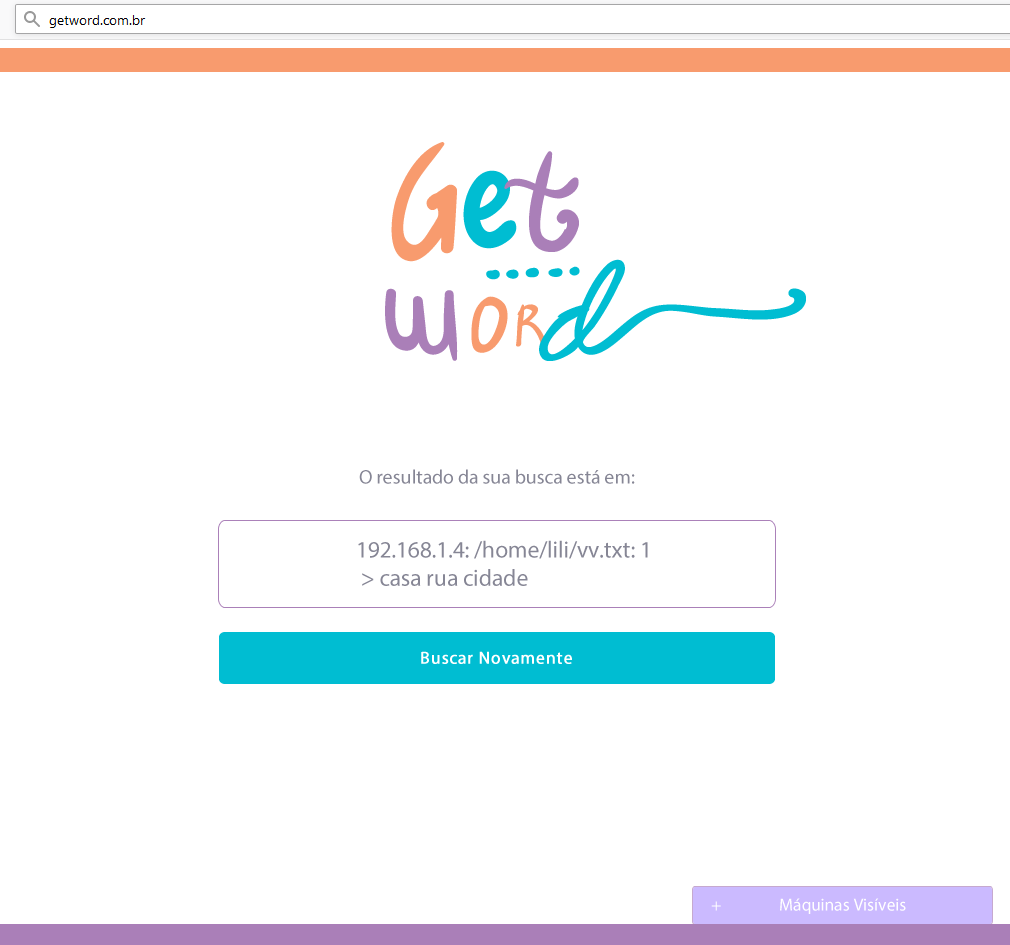 getword.com.br
Get
word
O resultado da sua busca está em:
192.168.1.4: /home/lili/vv.txt: 1
> casa rua cidade
Buscar Novamente
+ Máquinas Visíveis